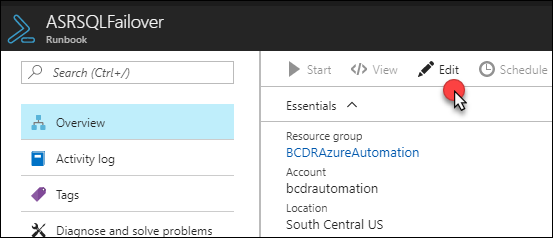 ASRSQLFailover
Runbook
Search (Ctrl+/)
Overview
Activity log
Tags
Diagnose and solve problems
Start View Edit Schedule
Essentials
Resource group
BCDRAzureAutomation
Account
bcdrautomation
Location
South Central US